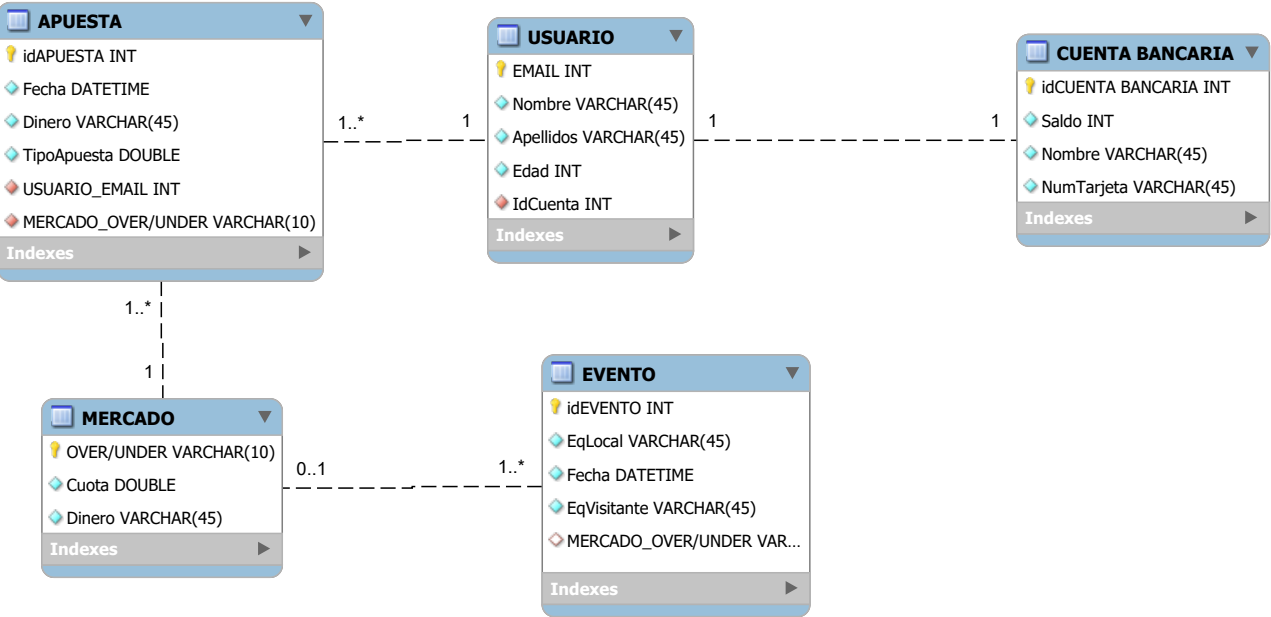 APUESTA
idAPUESTA INT
Fecha DATETIME
Dinero VARCHAR(45)
TipoApuesta DOUBLE
USUARIO_EMAIL INT
MERCADO_OVER/UNDER VARCHAR(10)
Indexes
1..*
1
USUARIO
EMAIL INT
Nombre VARCHAR(45)
Apellidos VARCHAR(45)
Edad INT
IdCuenta INT
Indexes
1
1
CUENTA BANCARIA
idCUENTA BANCARIA INT
Saldo INT
Nombre VARCHAR(45)
NumTarjeta VARCHAR(45)
Indexes
1..*
1
MERCADO
OVER/UNDER VARCHAR(10)
Cuota DOUBLE
Dinero VARCHAR(45)
Indexes
0..1
1..*
EVENTO
idEVENTO INT
EqLocal VARCHAR(45)
Fecha DATETIME
EqVisitante VARCHAR(45)
MERCADO_OVER/UNDER VAR...
Indexes